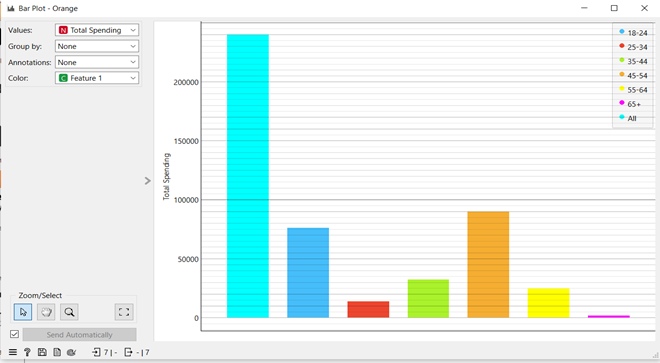 Bar Plot - Orange
Values: N Total Spending
Group by: None
Annotations: None
Color: C Feature 1
Zoom/Select
Send Automatically
7 | - - | 7
Total Spending
200000
150000
100000
50000
0
18-24
25-34
35-44
45-54
55-64
65+
All